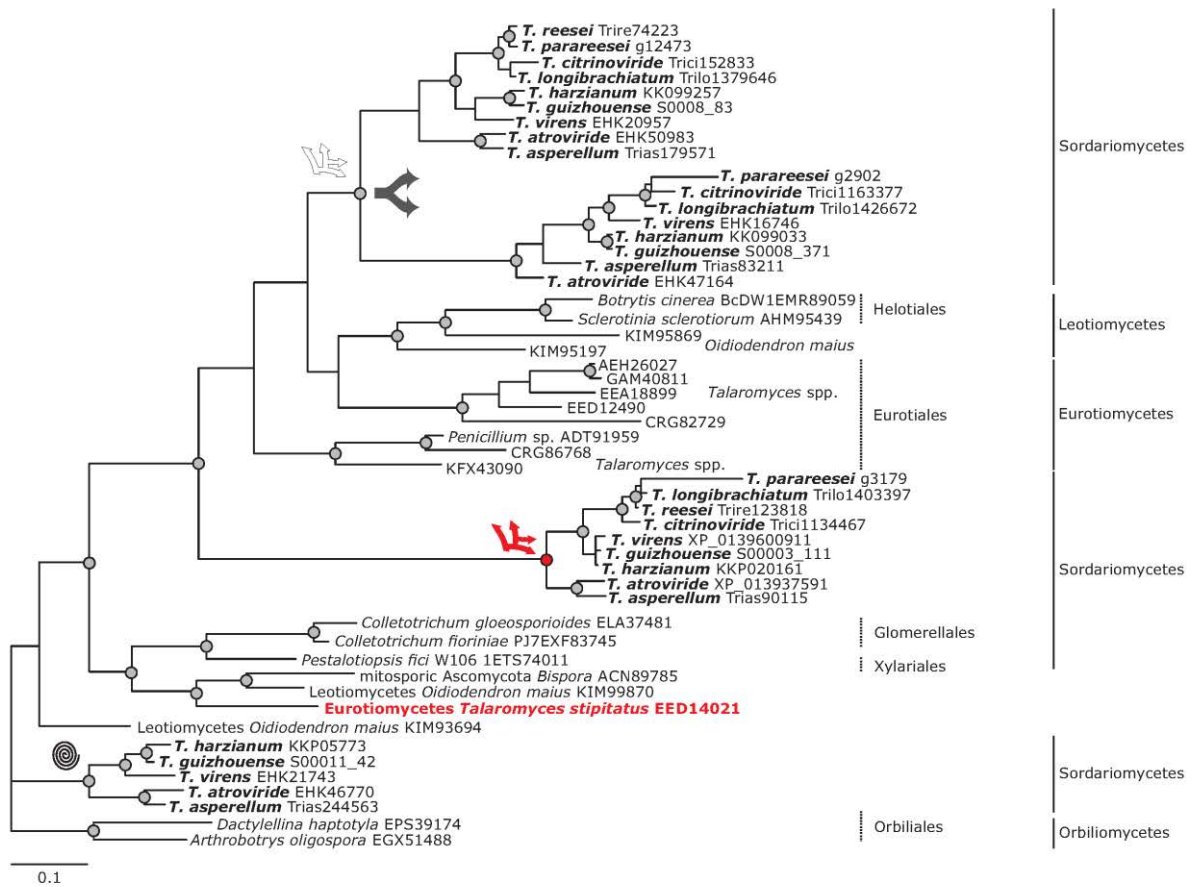 T. reesei Trire74223
T. parareesei g12473
T. citrinoviride Trici152833
T. longibrachiatum Trilo1379646
T. harzianum KK099257
T. guizhouense S0008_83
T. virens EHK20957
T. atroviride EHK50983
T. asperellum Trias179571
Sordariomycetes
T. parareesei g2902
T. citrinoviride Trici1163377
T. longibrachiatum Trilo1426672
T. virens EHK16746
T. harzianum KK099033
T. guizhouense S0008_371
T. asperellum Trias83211
T. atroviride EHK47164
Botrytis cinerea BcDW1EMR89059
Helotiales
Sclerotinia sclerotiorum AHM95439
Leotiomycetes
KIM95869
KIM95197 Oidiodendron maius
AEH26027
GAM40811
EEA18899 Talaromyces spp.
EED12490
Eurotiales
Eurotiomycetes
CRG82729
Penicillium sp. ADT91959
CRG86768
KFX43090 Talaromyces spp.
T. parareesei g3179
T. longibrachiatum Trilo1403397
T. reesei Trire123818
T. citrinoviride Trici1134467
T. virens XP_0139600911
T. guizhouense S00003_111
T. harzianum KKP020161
Sordariomycetes
T. atroviride XP_013937591
T. asperellum Trias90115
Colletotrichum gloeosporioides ELA37481
Glomerellales
Colletotrichum fioriniae PJ7EXF83745
Pestalotiopsis fici W106 1ETS74011
Xylariales
mitosporic Ascomycota Bispora ACN89785
Leotiomycetes Oidiodendron maius KIM99870
Eurotiomycetes Talaromyces stipitatus EED14021
Leotiomycetes Oidiodendron maius KIM93694
T. harzianum KKP05773
T. guizhouense S00011_42
T. virens EHK21743
Sordariomycetes
T. atroviride EHK46770
T. asperellum Trias244563
Dactylellina haptotyla EPS39174
Orbiliales
Orbiliomycetes
Arthrobotrys oligospora EGX51488
0.1